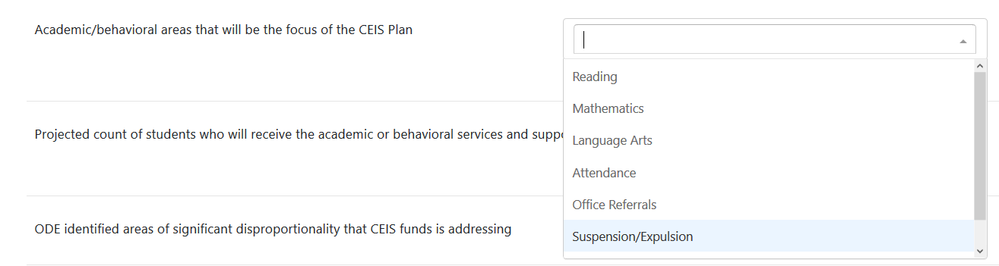 Academic/behavioral areas that will be the focus of the CEIS Plan
Reading
Mathematics
Language Arts
Attendance
Office Referrals
Suspension/Expulsion
Projected count of students who will receive the academic or behavioral services and
ODE identified areas of significant disproportionality that CEIS funds is addressing